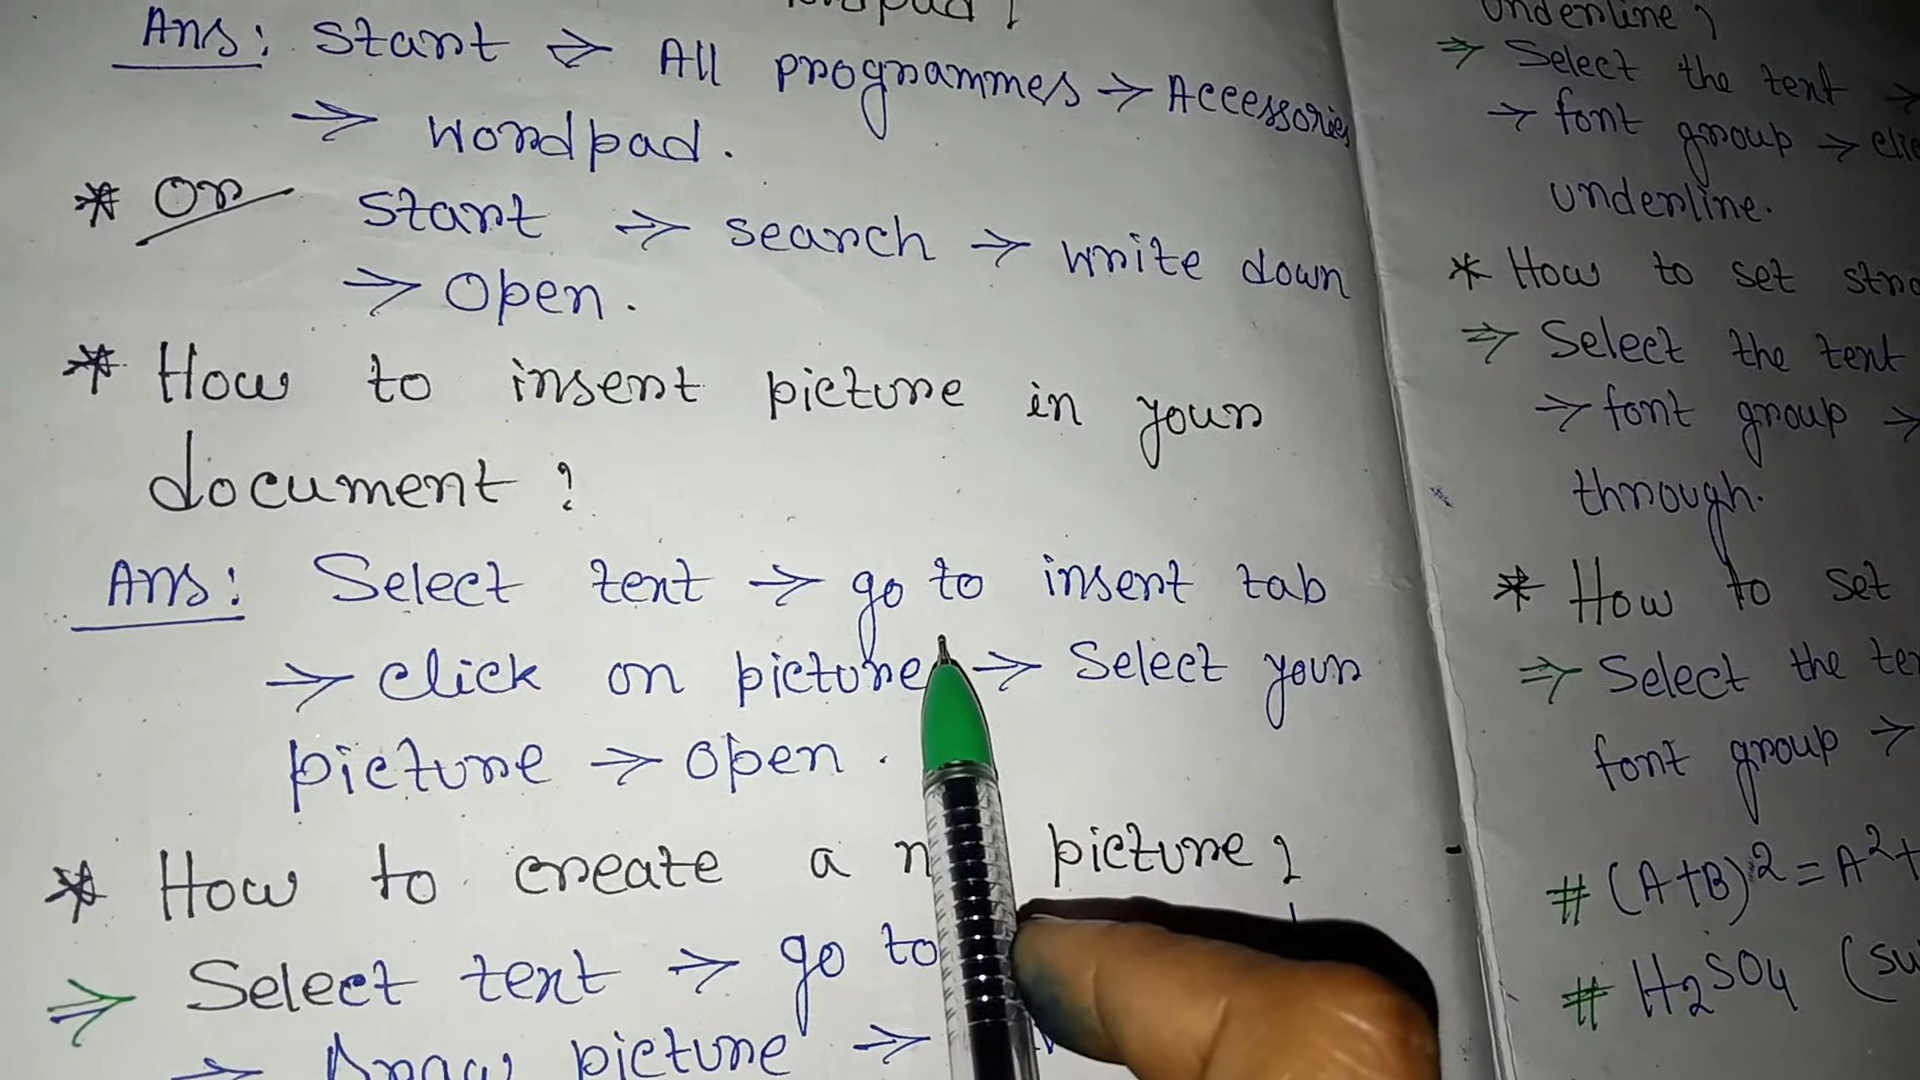 Ans: Start → All programmes → Accessories
→ wordpad.
* Or Start → search → write down
→ Open.
* How to insert picture in your
document?
Ans: Select text → go to insert tab
→ click on picture → Select your
picture → open.
* How to create a picture?
⇒ Select text → go to
→ Draw picture →
underline?
⇒ Select the text →
→ font group →
underline.
* How to set
⇒ Select the text
→ font group →
through.
* How to set
⇒ Select the
font group →
# (A+B)2 = A2+
# H2SO4